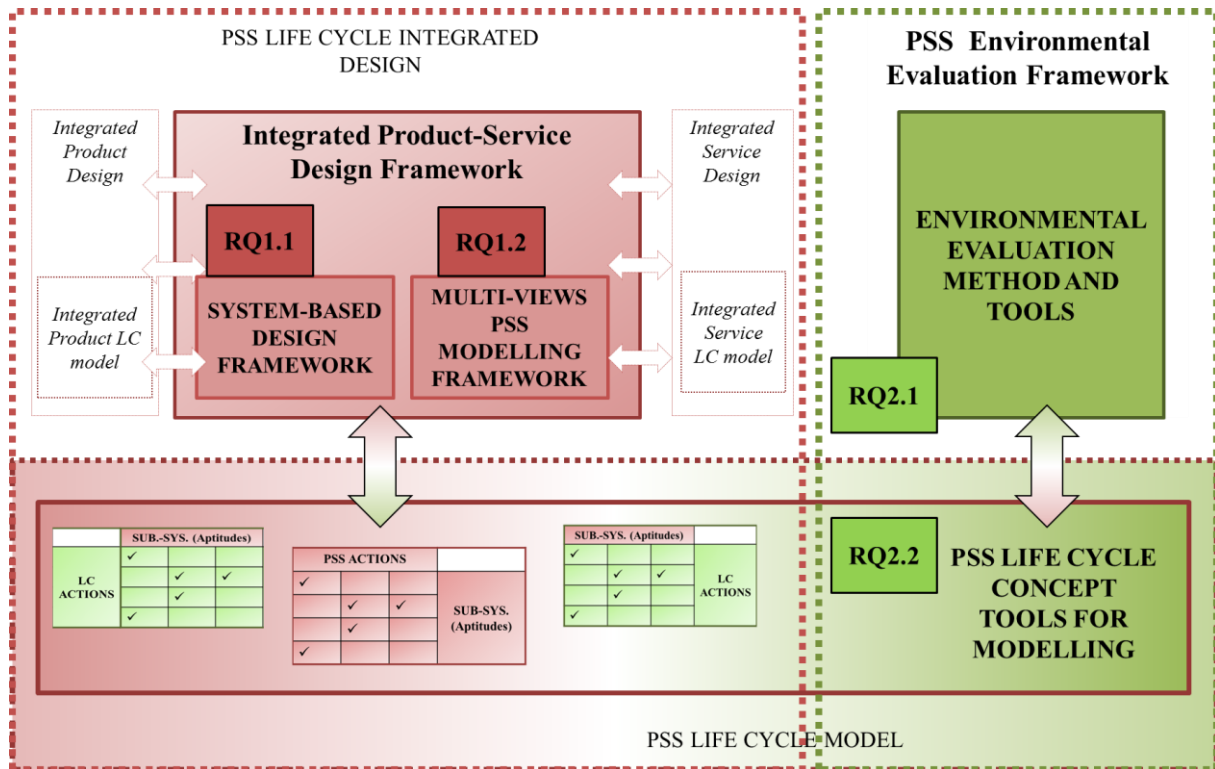 PSS LIFE CYCLE INTEGRATED
DESIGN
Integrated
Product
Design
Integrated
Product LC
model
Integrated Product-Service
Design Framework
RQ1.1
SYSTEM-BASED
DESIGN
FRAMEWORK
RQ1.2
MULTI-VIEWS
PSS
MODELLING
FRAMEWORK
Integrated
Service
Design
Integrated
Service
LC model
PSS Environmental
Evaluation Framework
ENVIRONMENTAL
EVALUATION
METHOD AND
TOOLS
RQ2.1
SUB.-SYS. (Aptitudes)
LC
ACTIONS
✓
✓ ✓
✓
✓
PSS ACTIONS
✓
✓ ✓
✓
✓
SUB-SYS.
(Aptitudes)
SUB.-SYS. (Aptitudes)
✓
✓ ✓
✓
✓
LC
ACTIONS
RQ2.2
PSS LIFE CYCLE
CONCEPT
TOOLS FOR
MODELLING
PSS LIFE CYCLE MODEL